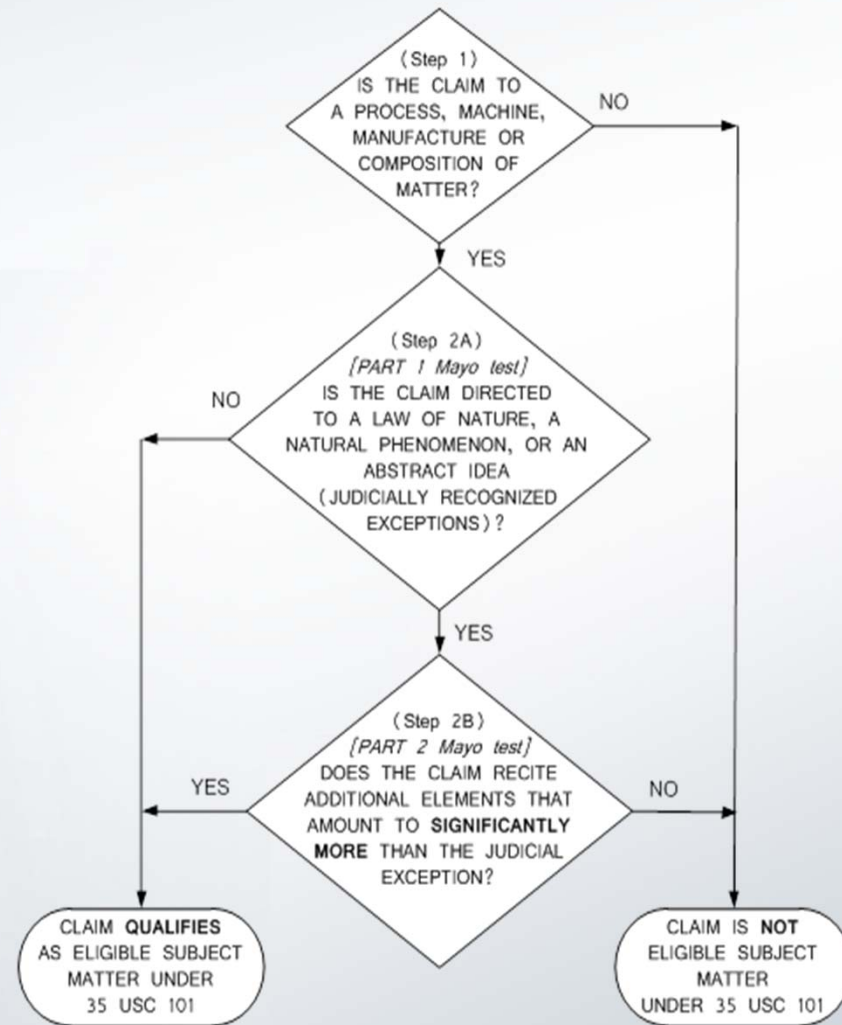 (Step 1)
IS THE CLAIM TO
A PROCESS, MACHINE,
MANUFACTURE OR
COMPOSITION OF
MATTER?
NO
YES
(Step 2A)
[PART 1 Mayo test]
IS THE CLAIM DIRECTED
TO A LAW OF NATURE, A
NATURAL PHENOMENON, OR AN
ABSTRACT IDEA
(JUDICIALLY RECOGNIZED
EXCEPTIONS)?
NO
YES
(Step 2B)
[PART 2 Mayo test]
DOES THE CLAIM RECITE
ADDITIONAL ELEMENTS THAT
AMOUNT TO SIGNIFICANTLY
MORE THAN THE JUDICIAL
EXCEPTION?
YES
NO
CLAIM QUALIFIES
AS ELIGIBLE SUBJECT
MATTER UNDER
35 USC 101
CLAIM IS NOT
ELIGIBLE SUBJECT
MATTER
UNDER 35 USC 101